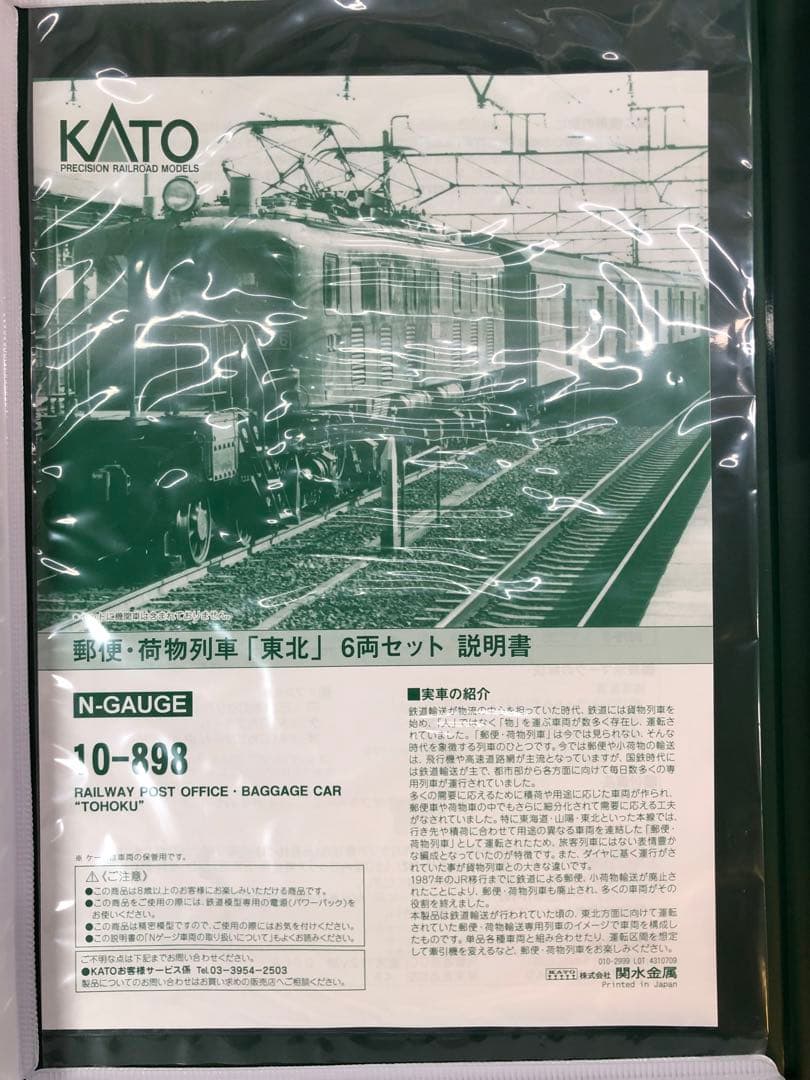 KATO
PRECISION RAILROAD MODELS
郵便・荷物列車「東北」 6両セット 説明書
N-GAUGE
10-898
RAILWAY POST OFFICE・BAGGAGE CAR
"TOHOKU"
※ ケースは車両の保管用です。
〈ご注意〉
●この商品は8歳以上のお客様にお楽しみいただける商品です。
●この商品をご使用の際には、鉄道模型専用の電源(パワーパック)を
お使いください。
●この商品は精密模型ですので、ご使用の際にはお気を付けください。
●この説明書の「Nゲージ車両の取り扱いについて」もよくお読みください。
ご不明な点は下記までお問い合わせください。
●KATOお客様サービス係 Tel.03-3954-2503
製品についてのお問い合わせはお買い求めの販売店へご相談ください。
■実車の紹介
鉄道輸送が物流の中心を担っていた時代、鉄道には貨物列車を
始め、「人」ではなく「物」を運ぶ車両が数多く存在し、運転さ
れていました。「郵便・荷物列車」は今では見られない、そんな
時代を象徴する列車のひとつです。今では郵便や小荷物の輸送
は、飛行機や高速道路網が主流となっていますが、国鉄時代に
は鉄道輸送が主で、都市部から各方面に向けて毎日数多くの専
用列車が運行されていました。
多くの需要に応えるために積荷や用途に応じた車両が作られ、
郵便車や荷物車の中でもさらに細分化されて需要に応える工夫
がなされていました。特に東海道・山陽・東北といった本線では、
行き先や積荷に合わせて用途の異なる車両を連結した「郵便・
荷物列車」として運転されたため、旅客列車にはない表情豊か
な編成となっていたのが特徴です。また、ダイヤに基く運行がさ
れていた事が貨物列車との大きな違いです。
1987年のJR移行までに鉄道による郵便、小荷物輸送が廃止さ
れたことにより、郵便・荷物列車も廃止され、多くの車両がその
役割を終えました。
本製品は鉄道輸送が行われていた頃の、東北方面に向けて運転
されていた郵便・荷物輸送専用列車のイメージで車両を構成し
たものです。単品各種車両と組み合わせたり、運転区間を想定
して牽引機を変えるなど、郵便・荷物列車をお楽しみください。
010-2999 LOT 4310709
KATO 株式会社 関水金属
Printed in Japan